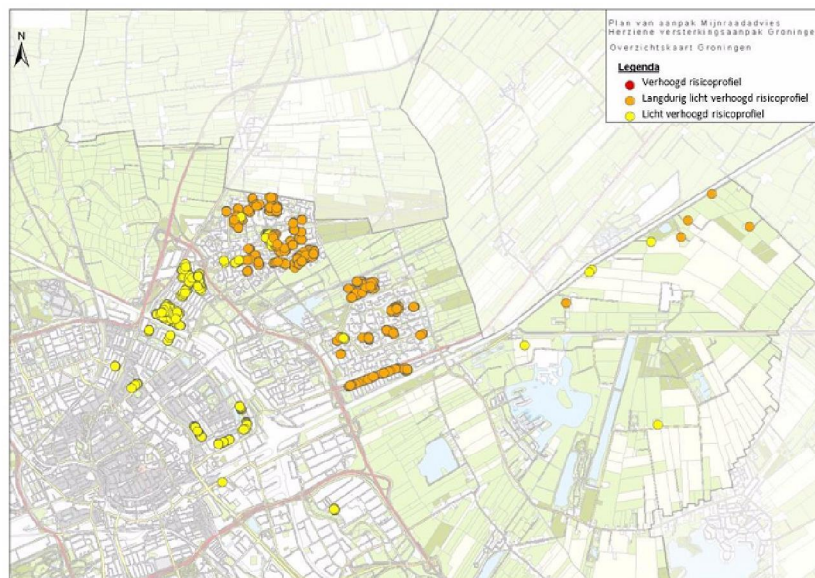 Plan van aanpak Mijnraadadvies
Herziene versterkingsaanpak Groninge
Overzichtskaart Groningen
Legenda
Verhoogd risicoprofiel
Langdurig licht verhoogd risicoprofiel
Licht verhoogd risicoprofiel
N